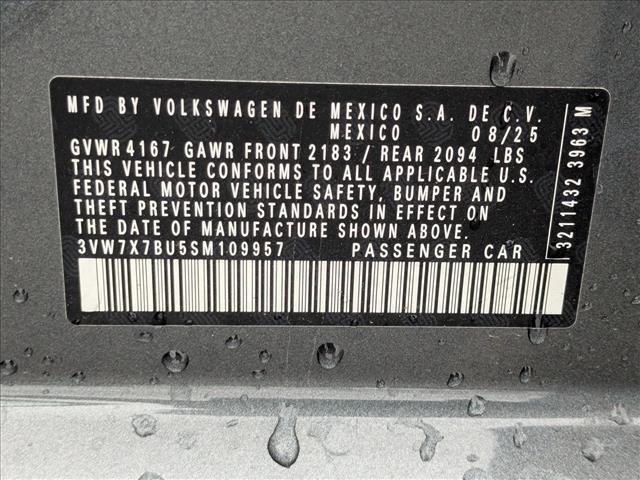 MFD BY VOLKSWAGEN DE MEXICO S.A. DE C.V.
MEXICO 08/25
GVWR 4167 GAWR FRONT 2183 / REAR 2094 LBS
THIS VEHICLE CONFORMS TO ALL APPLICABLE U.S.
FEDERAL MOTOR VEHICLE SAFETY, BUMPER AND
THEFT PREVENTION STANDARDS IN EFFECT ON
THE DATE OF MANUFACTURE SHOWN ABOVE.
3VW7X7BU5SM109957 PASSENGER CAR
3211432 3963 M